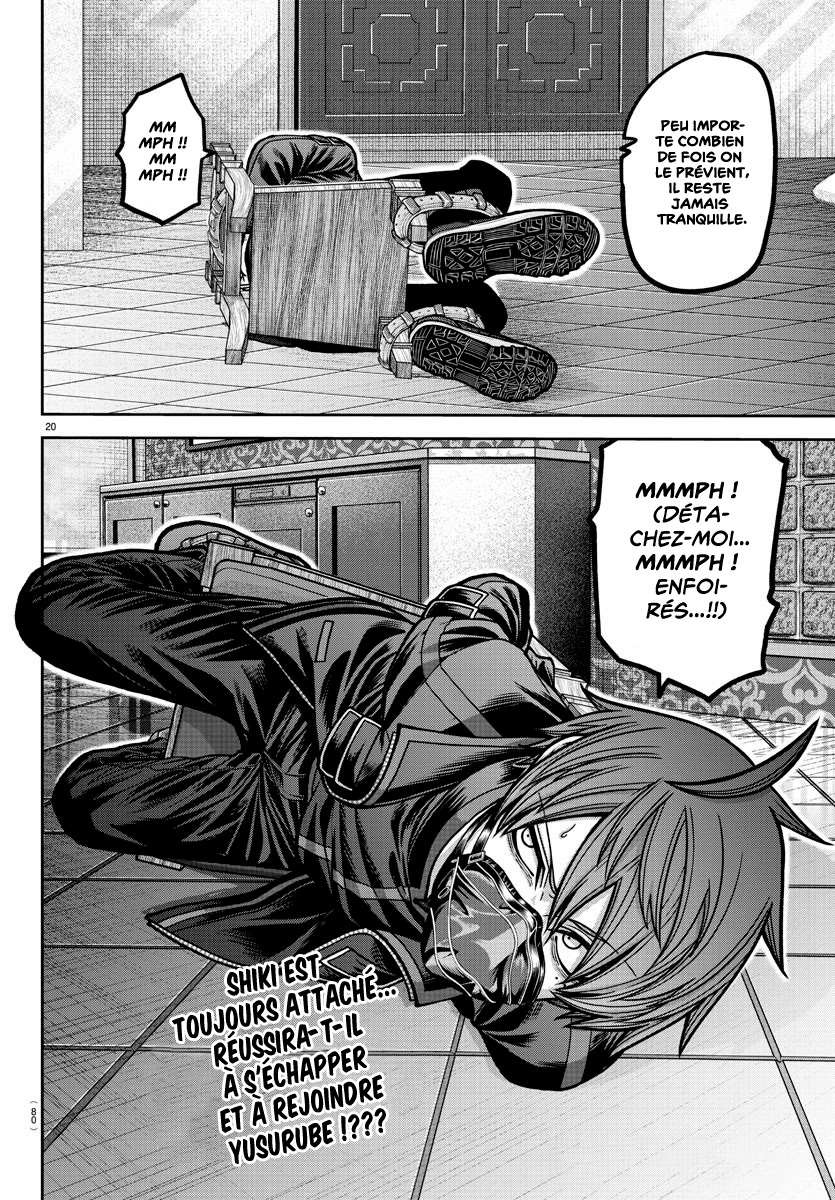 PEU IMPOR-
TE COMBIEN
DE FOIS ON
LE PRÉVIENT,
IL RESTE
JAMAIS
TRANQUILLE.
MM
MPH !!
MM
MPH !!
20
MMMPH !
(DÉTA-
CHEZ-MOI...
MMMPH !
ENFOI-
RÉS...!!)
SHIKI EST
TOUJOURS ATTACHÉ...
RÉUSSIRA-T-IL
À S'ÉCHAPPER
ET À REJOINDRE
YUSURUBE !???
(80)